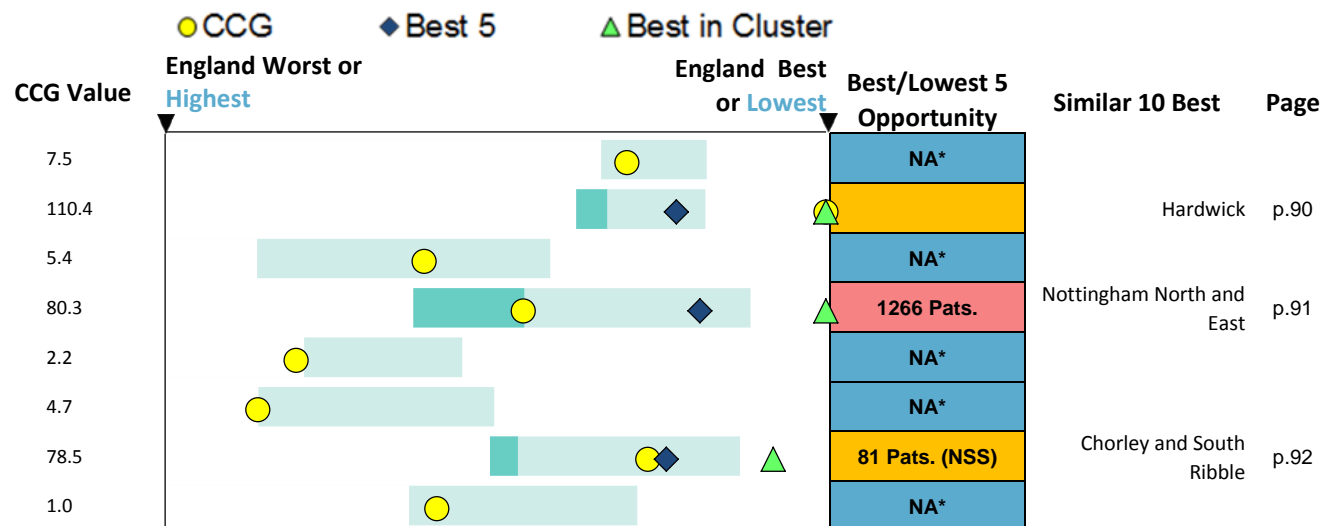 CCG Best 5 Best in Cluster
CCG Value England Worst or Highest England Best or Lowest Best/Lowest 5 Opportunity Similar 10 Best Page
7.5 NA*
110.4 Hardwick p.90
5.4 NA*
80.3 1266 Pats. Nottingham North and East p.91
2.2 NA*
4.7 NA*
78.5 81 Pats. (NSS) Chorley and South Ribble p.92
1.0 NA*